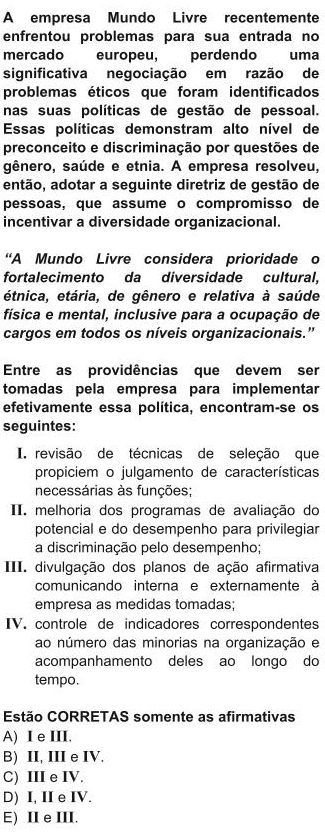 A empresa Mundo Livre recentemente
enfrentou problemas para sua entrada no
mercado europeu, perdendo uma
significativa negociação em razão de
problemas éticos que foram identificados
nas suas políticas de gestão de pessoal.
Essas políticas demonstram alto nível de
preconceito e discriminação por questões de
gênero, saúde e etnia. A empresa resolveu,
então, adotar a seguinte diretriz de gestão de
pessoas, que assume o compromisso de
incentivar a diversidade organizacional.
“A Mundo Livre considera prioridade o
fortalecimento da diversidade cultural,
étnica, etária, de gênero e relativa à saúde
física e mental, inclusive para a ocupação de
cargos em todos os níveis organizacionais.”
Entre as providências que devem ser
tomadas pela empresa para implementar
efetivamente essa política, encontram-se os
seguintes:
I. revisão de técnicas de seleção que
propiciem o julgamento de características
necessárias às funções;
II. melhoria dos programas de avaliação do
potencial e do desempenho para privilegiar
a discriminação pelo desempenho;
III. divulgação dos planos de ação afirmativa
comunicando interna e externamente à
empresa as medidas tomadas;
IV. controle de indicadores correspondentes
ao número das minorias na organização e
acompanhamento deles ao longo do
tempo.
Estão CORRETAS somente as afirmativas
A) I e III.
B) II, III e IV.
C) III e IV.
D) I, II e IV.
E) II e III.